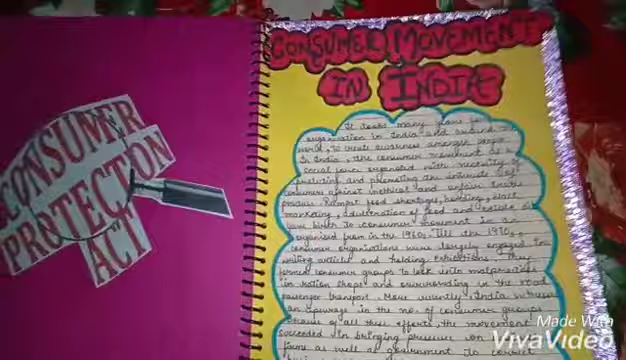 CONSUMER
PROTECTION
ACT
CONSUMER MOVEMENT
IN INDIA
It took many years for
organisation in India and around
world, to create awareness amongst people
In India, the consumer movement as a
social force originated with necessity of
protecting and promoting the interests of
consumer against unethical and unfair trade
Rampant food shortages, hoarding, black
marketing, adulteration of food and edible oil
gave birth to consumer movement in an
organised form in the 1960s. Till the 1970s,
consumer organisations were largely engaged in
writing articles and holding exhibitions. They
formed consumer groups to look into malpractices
in ration shops and overcrowding in the road
passenger transport. More recently, India witness
an upsurge in the no. of consumer groups
of all these efforts, the movement
succeeded in bringing pressure on
firms as well as government to correct
Made With
VivaVideo